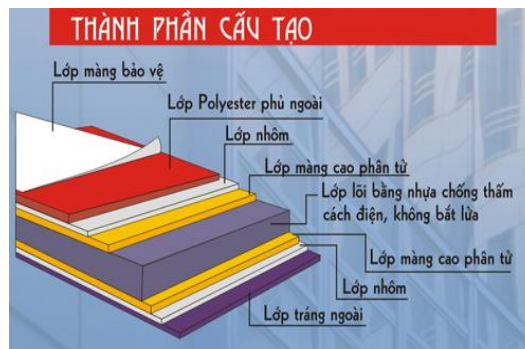 THÀNH PHẦN CẤU TẠO
Lớp màng bảo vệ
Lớp Polyester phủ ngoài
Lớp nhôm
Lớp màng cao phân tử
Lớp lõi bằng nhựa chống thấm
cách điện, không bắt lửa
Lớp màng cao phân tử
Lớp nhôm
Lớp tráng ngoài